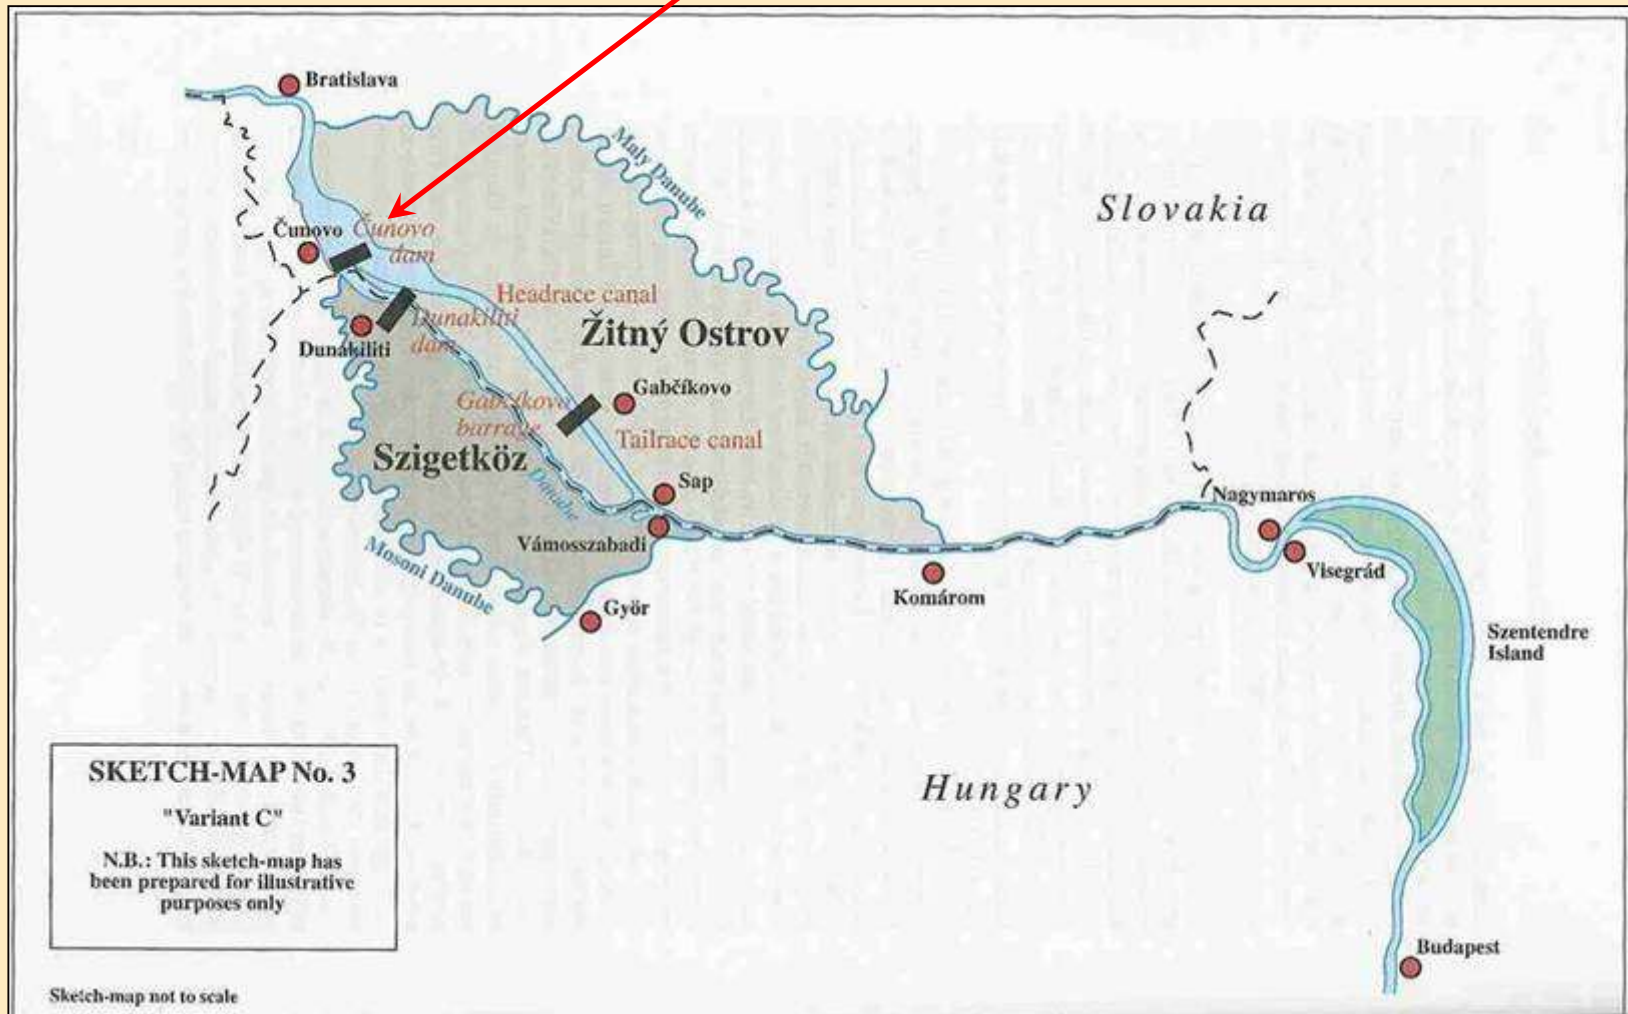 Bratislava
Maly Danube
Slovakia
Čunovo
Čunovo
dam
Headrace canal
Žitný Ostrov
Dunakiliti
dam
Dunakiliti
Gabčíkovo
Gabčíkovo
barrage
Tailrace canal
Szigetköz
Sap
Danube
Nagymaros
Vámosszabadi
Visegrád
Mosoni Danube
Komárom
Györ
Szentendre
Island
SKETCH-MAP No. 3
"Variant C"
N.B.: This sketch-map has
been prepared for illustrative
purposes only
Hungary
Budapest
Sketch-map not to scale